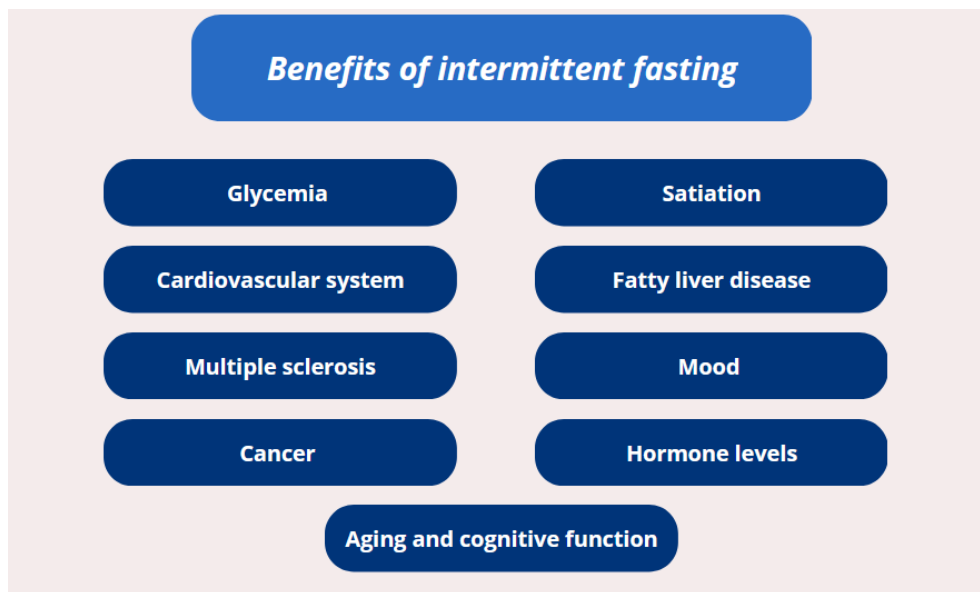 Benefits of intermittent fasting
Glycemia
Satiation
Cardiovascular system
Fatty liver disease
Multiple sclerosis
Mood
Cancer
Hormone levels
Aging and cognitive function